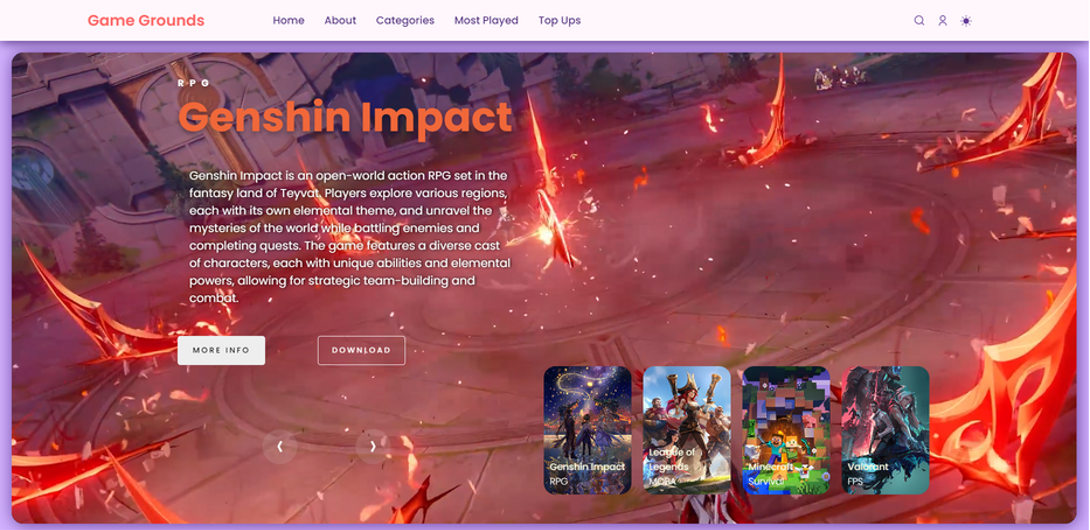 Game Grounds
Home About Categories Most Played Top Ups
RPG
Genshin Impact
Genshin Impact is an open-world action RPG set in the
fantasy land of Teyvat. Players explore various regions,
each with its own elemental theme, and unravel the
mysteries of the world while battling enemies and
completing quests. The game features a diverse cast
of characters, each with unique abilities and elemental
powers, allowing for strategic team-building and
combat.
MORE INFO
DOWNLOAD
Genshin Impact
RPG
League of
Legends
MOBA
Minecraft
Survival
Valorant
FPS